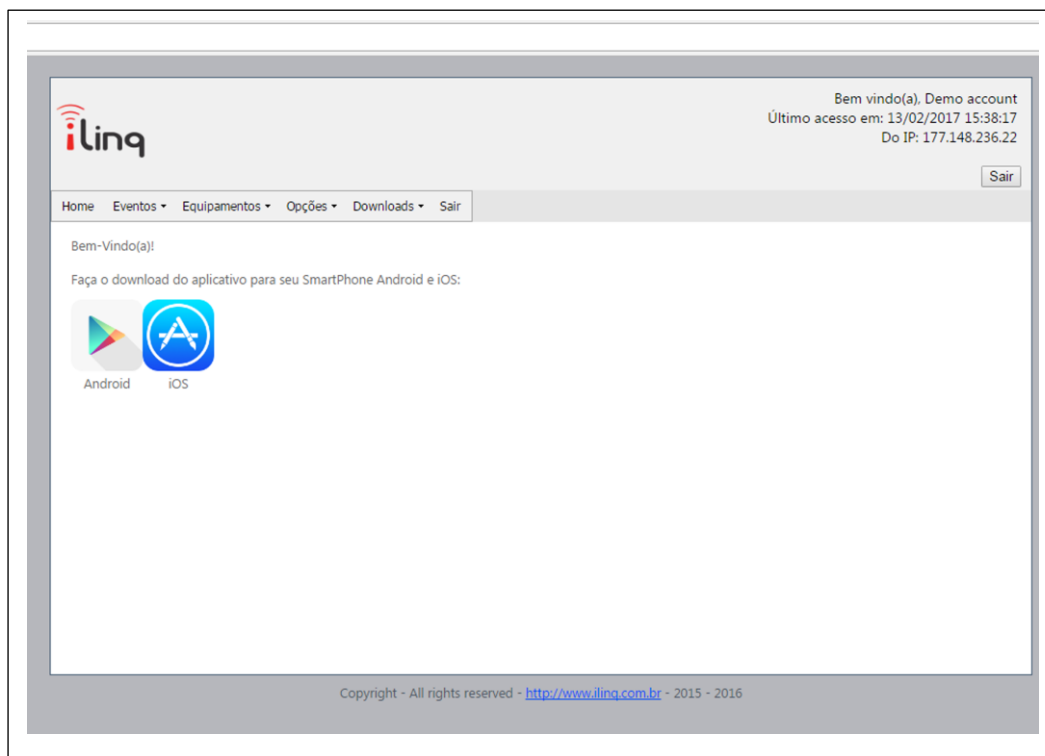 Bem vindo(a), Demo account
Último acesso em: 13/02/2017 15:38:17
Do IP: 177.148.236.22
ilinq
Sair
Home Eventos Equipamentos Opções Downloads Sair
Bem-Vindo(a)!
Faça o download do aplicativo para seu SmartPhone Android e iOS:
Android iOS
Copyright - All rights reserved - http://www.ilinq.com.br - 2015 - 2016